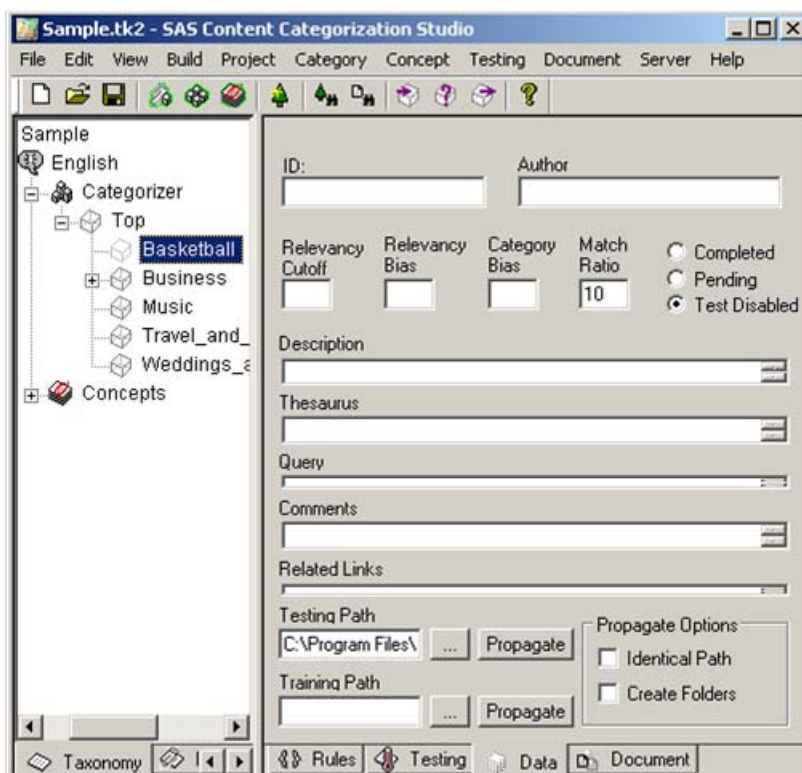 Sample.tk2 - SAS Content Categorization Studio
File Edit View Build Project Category Concept Testing Document Server Help
Sample
English
Categorizer
Top
Basketball
Business
Music
Travel_and_
Weddings_a
Concepts
Taxonomy
ID:
Author
Relevancy Cutoff
Relevancy Bias
Category Bias
Match Ratio
10
Completed
Pending
Test Disabled
Description
Thesaurus
Query
Comments
Related Links
Testing Path
C:\Program Files\
...
Propagate
Training Path
...
Propagate
Propagate Options
Identical Path
Create Folders
Rules Testing Data Document